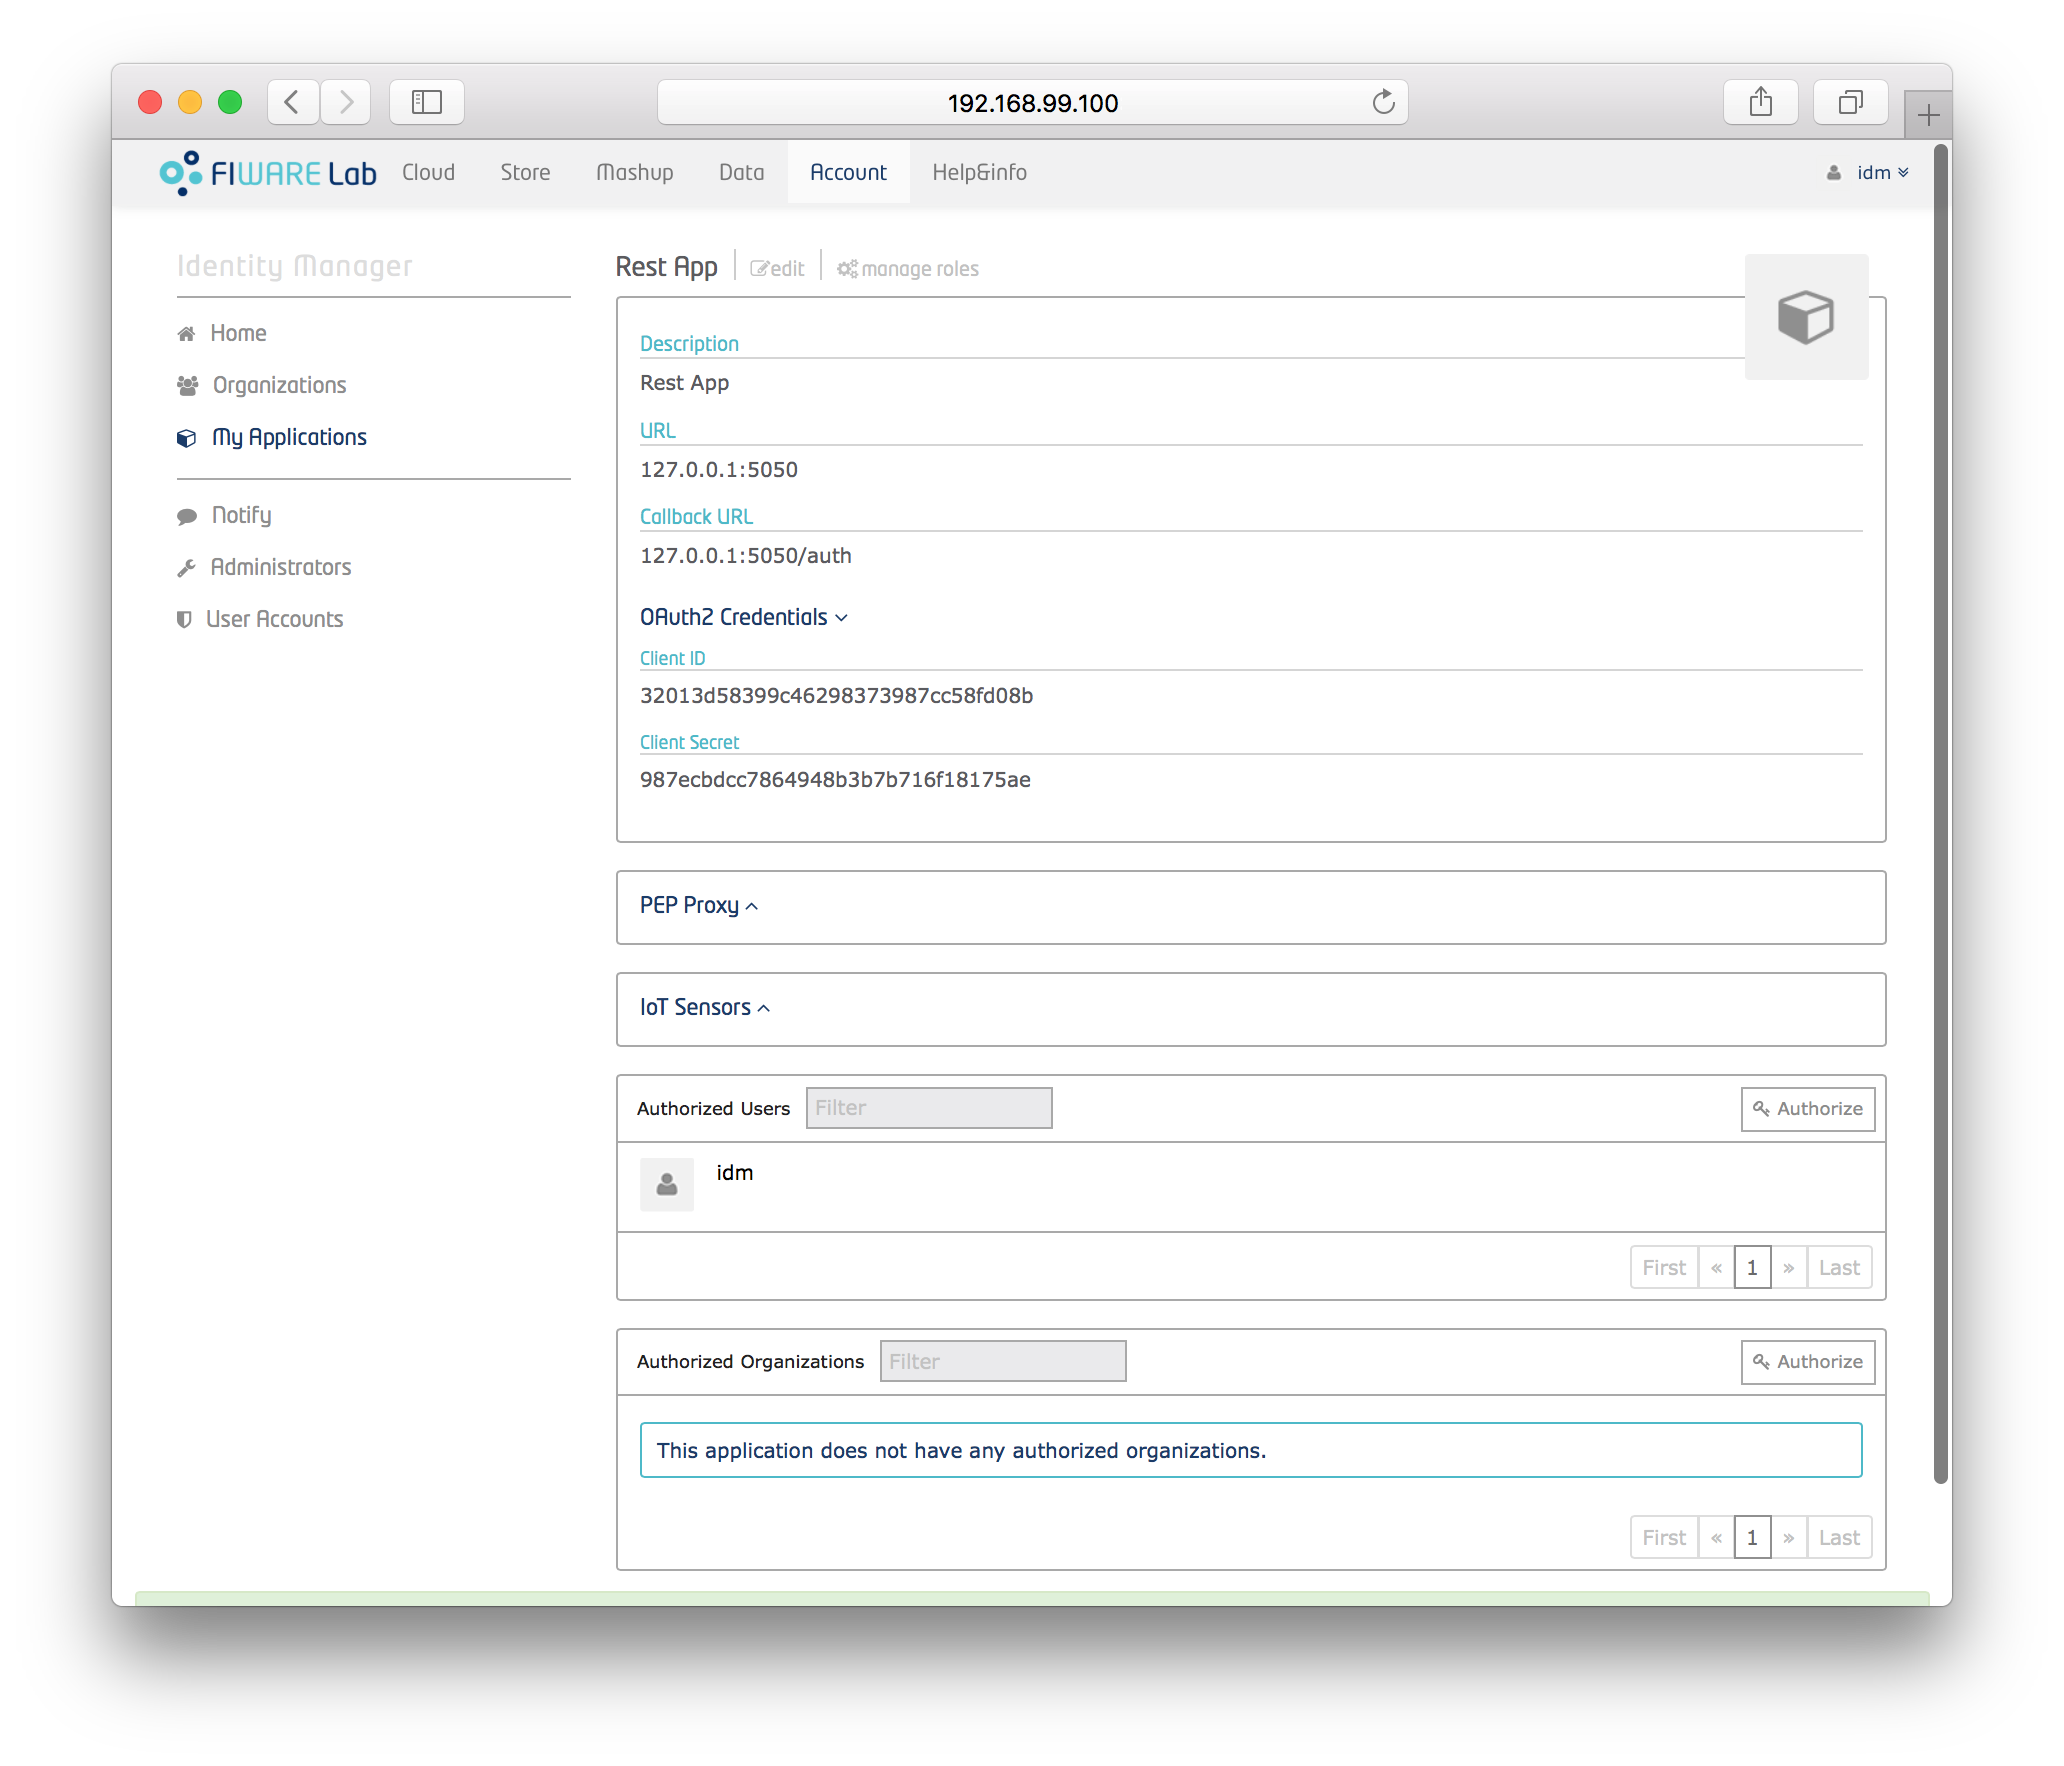 192.168.99.100
FIWARE Lab Cloud Store Mashup Data Account Help&info idm
Identity Manager
Home
Organizations
My Applications
Notify
Administrators
User Accounts
Rest App edit manage roles
Description
Rest App
URL
127.0.0.1:5050
Callback URL
127.0.0.1:5050/auth
OAuth2 Credentials
Client ID
32013d58399c46298373987cc58fd08b
Client Secret
987ecbdcc7864948b3b7b716f18175ae
PEP Proxy
IoT Sensors
Authorized Users Filter Authorize
idm
First « 1 » Last
Authorized Organizations Filter Authorize
This application does not have any authorized organizations.
First « 1 » Last